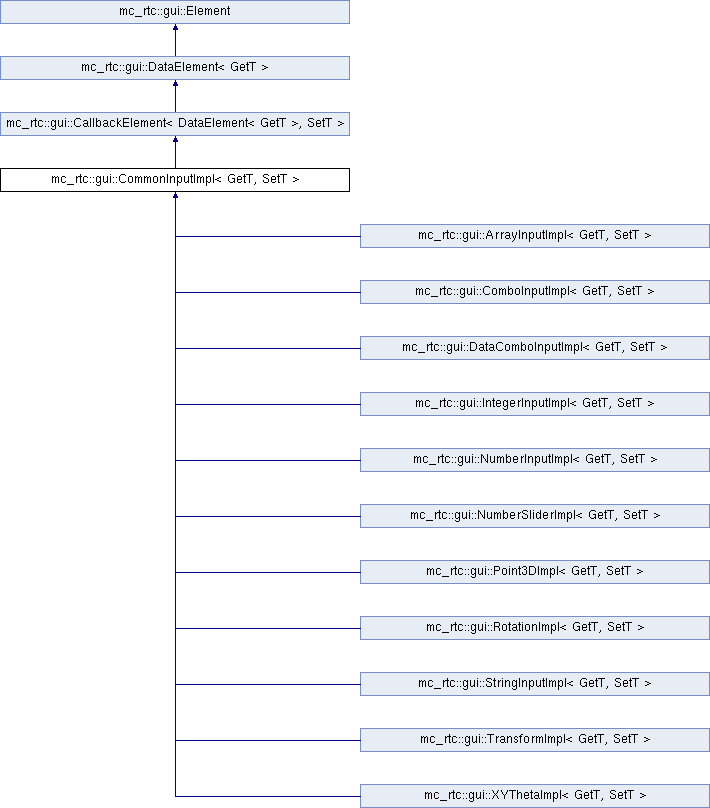 mc_rtc::gui::Element
mc_rtc::gui::DataElement< GetT >
mc_rtc::gui::CallbackElement< DataElement< GetT >, SetT >
mc_rtc::gui::CommonInputImpl< GetT, SetT >
mc_rtc::gui::ArrayInputImpl< GetT, SetT >
mc_rtc::gui::ComboInputImpl< GetT, SetT >
mc_rtc::gui::DataComboInputImpl< GetT, SetT >
mc_rtc::gui::IntegerInputImpl< GetT, SetT >
mc_rtc::gui::NumberInputImpl< GetT, SetT >
mc_rtc::gui::NumberSliderImpl< GetT, SetT >
mc_rtc::gui::Point3DImpl< GetT, SetT >
mc_rtc::gui::RotationImpl< GetT, SetT >
mc_rtc::gui::StringInputImpl< GetT, SetT >
mc_rtc::gui::TransformImpl< GetT, SetT >
mc_rtc::gui::XYThetaImpl< GetT, SetT >